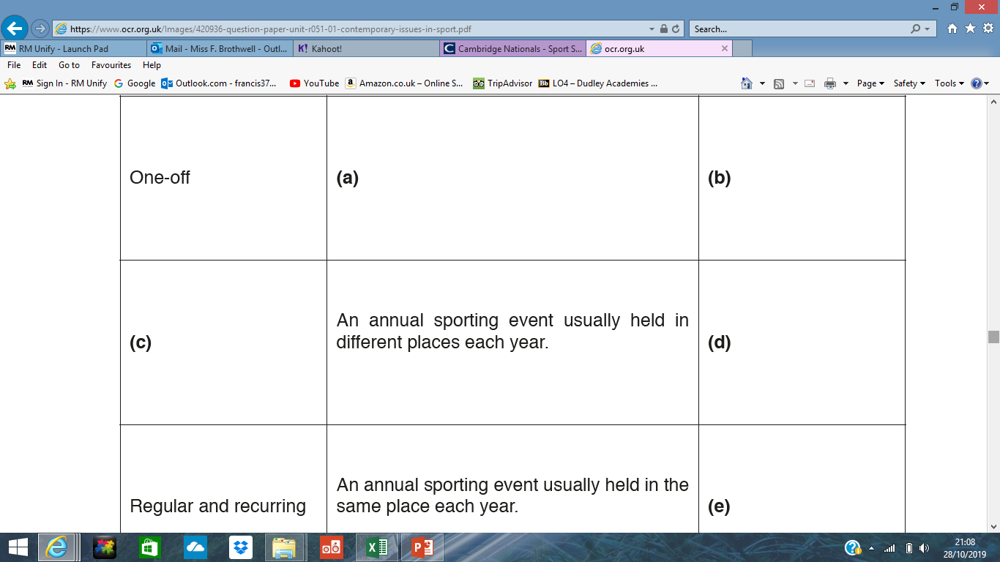 https://www.ocr.org.uk/Images/420936-question-paper-unit-r051-01-contemporary-issues-in-sport.pdf
Search...
RM Unify - Launch Pad
Mail - Miss F. Brothwell - Outl...
K! Kahoot!
Cambridge Nationals - Sport S...
ocr.org.uk
File Edit Go to Favourites Help
RM Sign In - RM Unify
G Google
Outlook.com - francis37...
YouTube
a Amazon.co.uk – Online S...
TripAdvisor
Bb LO4 – Dudley Academies ...
Page
Safety
Tools
One-off
(a)
(b)
(c)
An annual sporting event usually held in
different places each year.
(d)
Regular and recurring
An annual sporting event usually held in the
same place each year.
(e)
21:08
28/10/2019